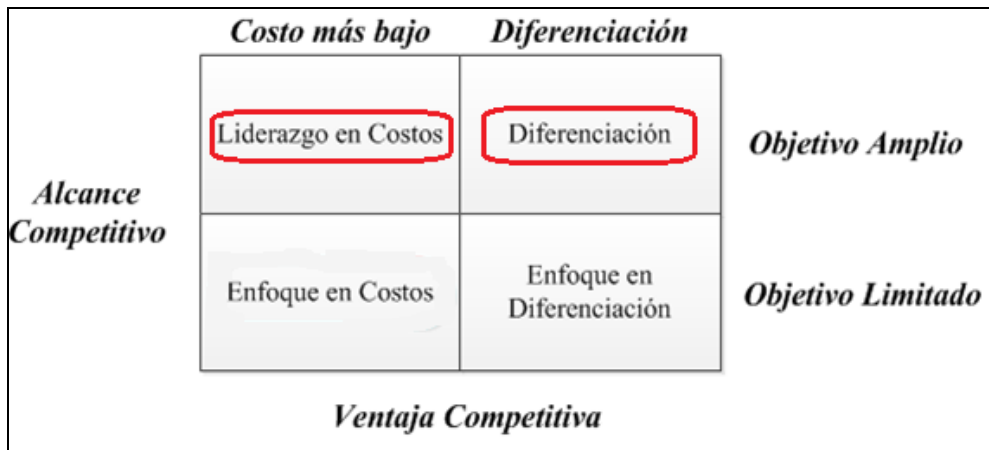 Costo más bajo
Diferenciación
Liderazgo en Costos
Diferenciación
Objetivo Amplio
Alcance
Competitivo
Enfoque en Costos
Enfoque en
Diferenciación
Objetivo Limitado
Ventaja Competitiva